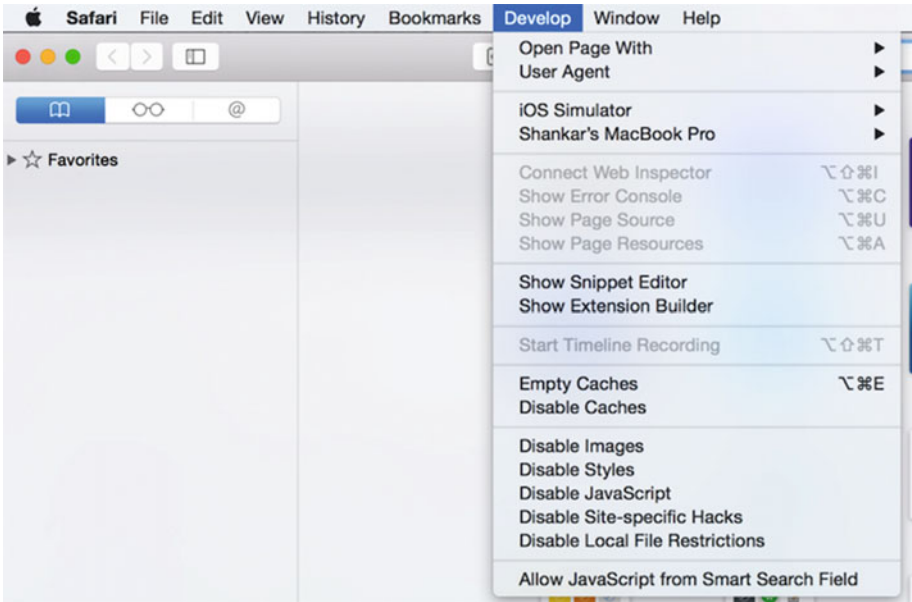 Safari File Edit View History Bookmarks Develop Window Help
@
Favorites
Open Page With
User Agent
iOS Simulator
Shankar's MacBook Pro
Connect Web Inspector ⌥⇧⌘I
Show Error Console ⌥⌘C
Show Page Source ⌥⌘U
Show Page Resources ⌥⌘A
Show Snippet Editor
Show Extension Builder
Start Timeline Recording ⌥⇧⌘T
Empty Caches ⌥⌘E
Disable Caches
Disable Images
Disable Styles
Disable JavaScript
Disable Site-specific Hacks
Disable Local File Restrictions
Allow JavaScript from Smart Search Field